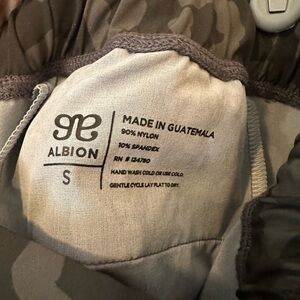 ALBION
S
MADE IN GUATEMALA
90% NYLON
10% SPANDEX
RN # 134780
HAND WASH COLD OR USE COLD
GENTLE CYCLE LAY FLAT TO DRY.